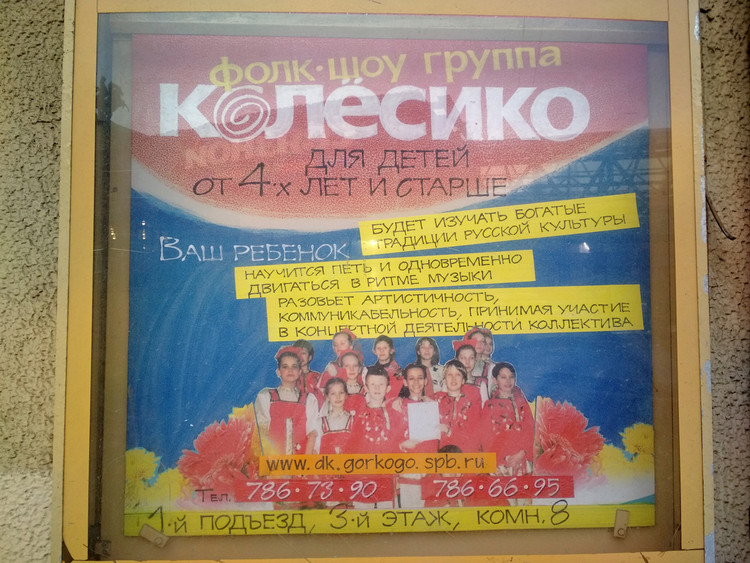 фолк·шоу группа
колёсико
для детей
от 4·х лет и старше
будет изучать богатые
традиции русской культуры
Ваш ребенок
научится петь и одновременно
двигаться в ритме музыки
разовьет артистичность,
коммуникабельность, принимая участие
в концертной деятельности коллектива
www.dk.gorkogo.spb.ru
Тел. 786·73·90 786·66·95
1·й подъезд, 3·й этаж, комн. 8